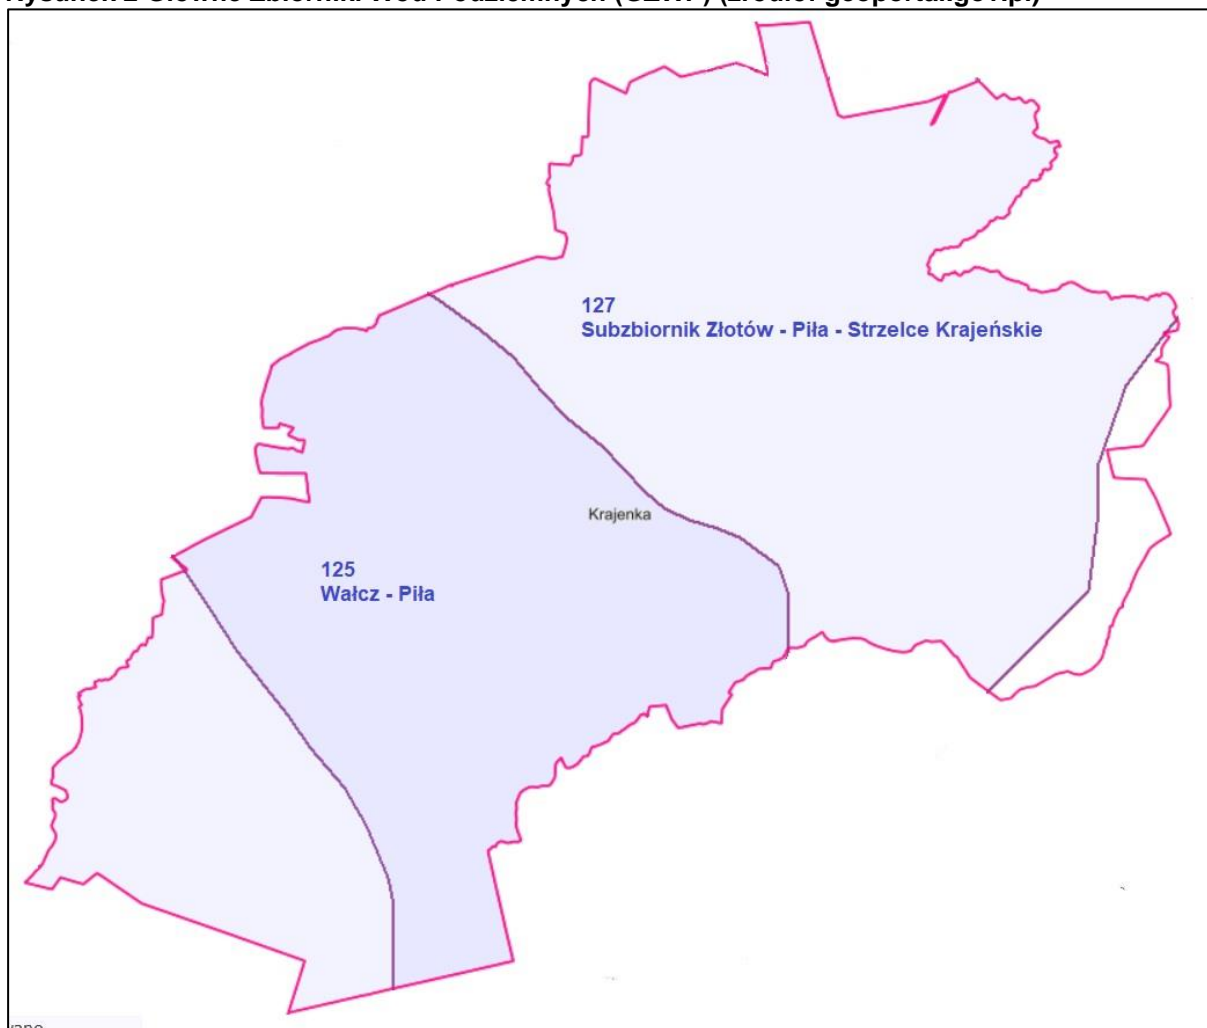 127
Subzbiornik Złotów - Piła - Strzelce Krajeńskie
Krajenka
125
Wałcz - Piła